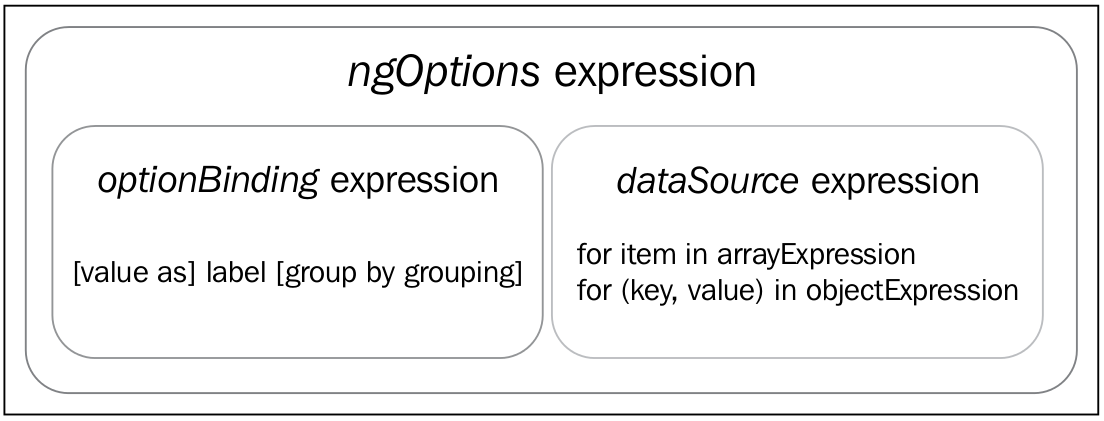 ngOptions expression
optionBinding expression
[value as] label [group by grouping]
dataSource expression
for item in arrayExpression
for (key, value) in objectExpression